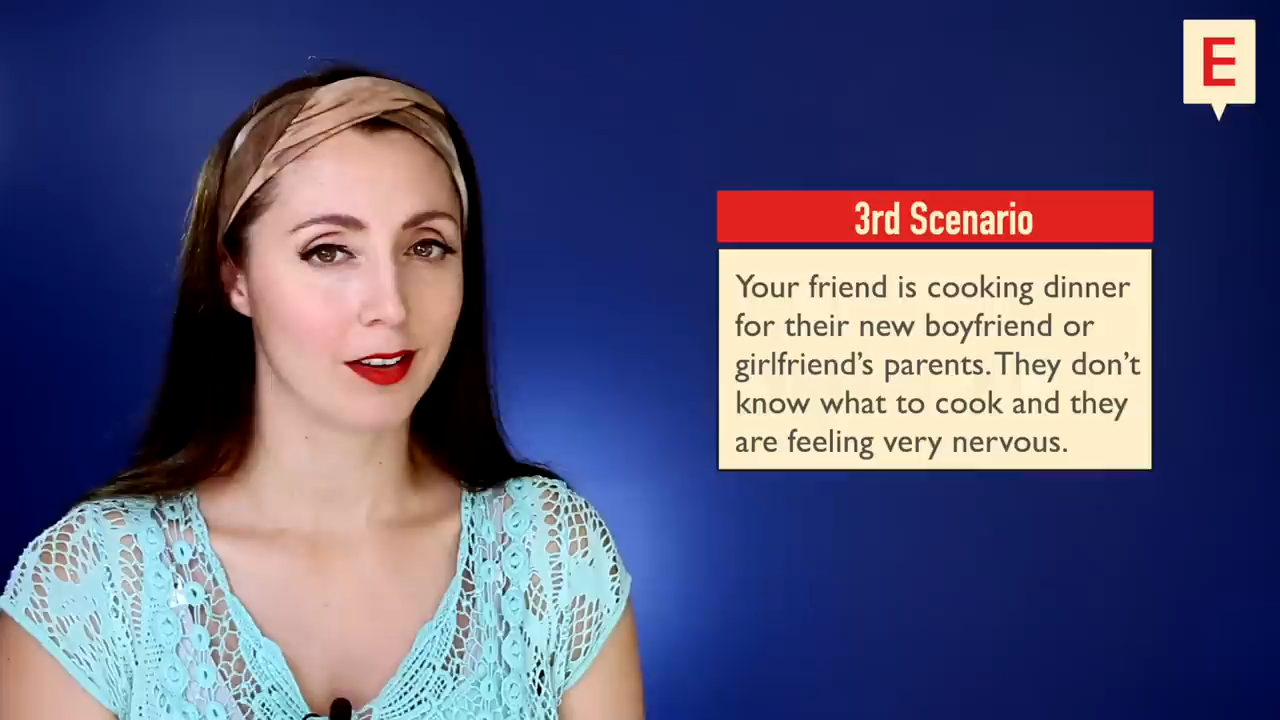 E
3rd Scenario
Your friend is cooking dinner
for their new boyfriend or
girlfriend's parents. They don't
know what to cook and they
are feeling very nervous.